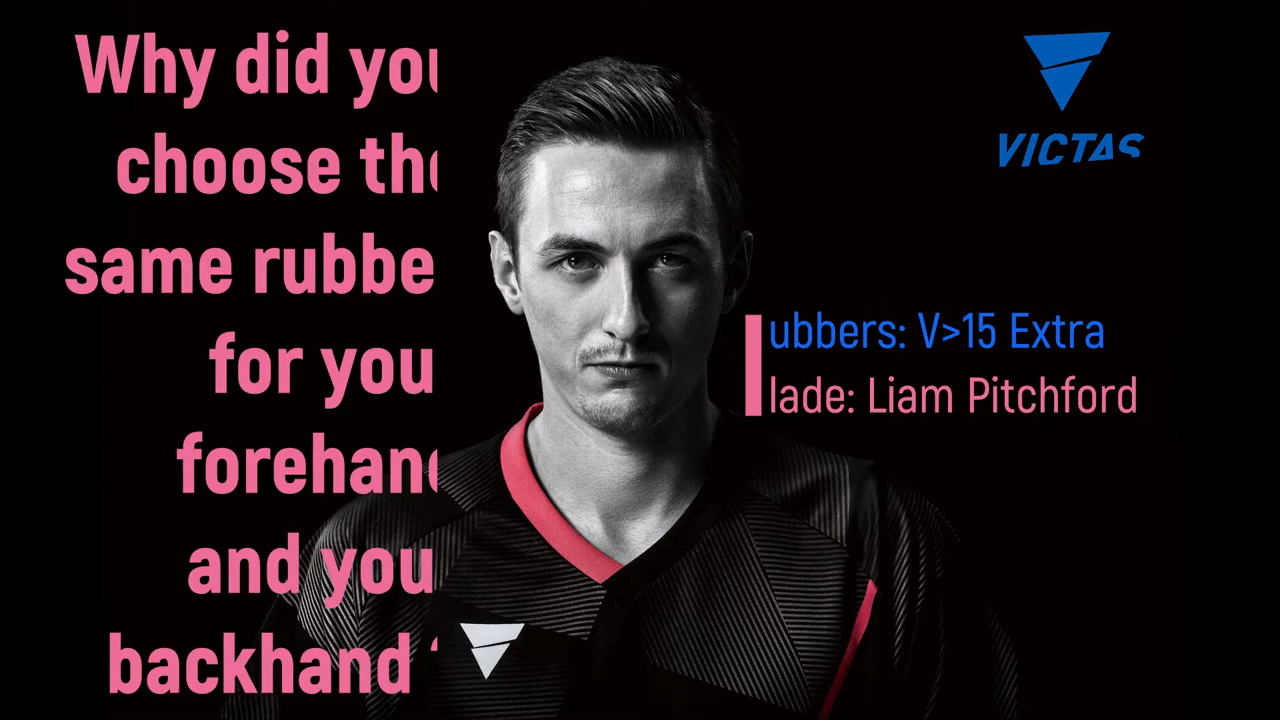 Why did you
choose the
same rubbe
for you
forehand
and you
backhand ?
VICTAS
ubbers: V>15 Extra
lade: Liam Pitchford